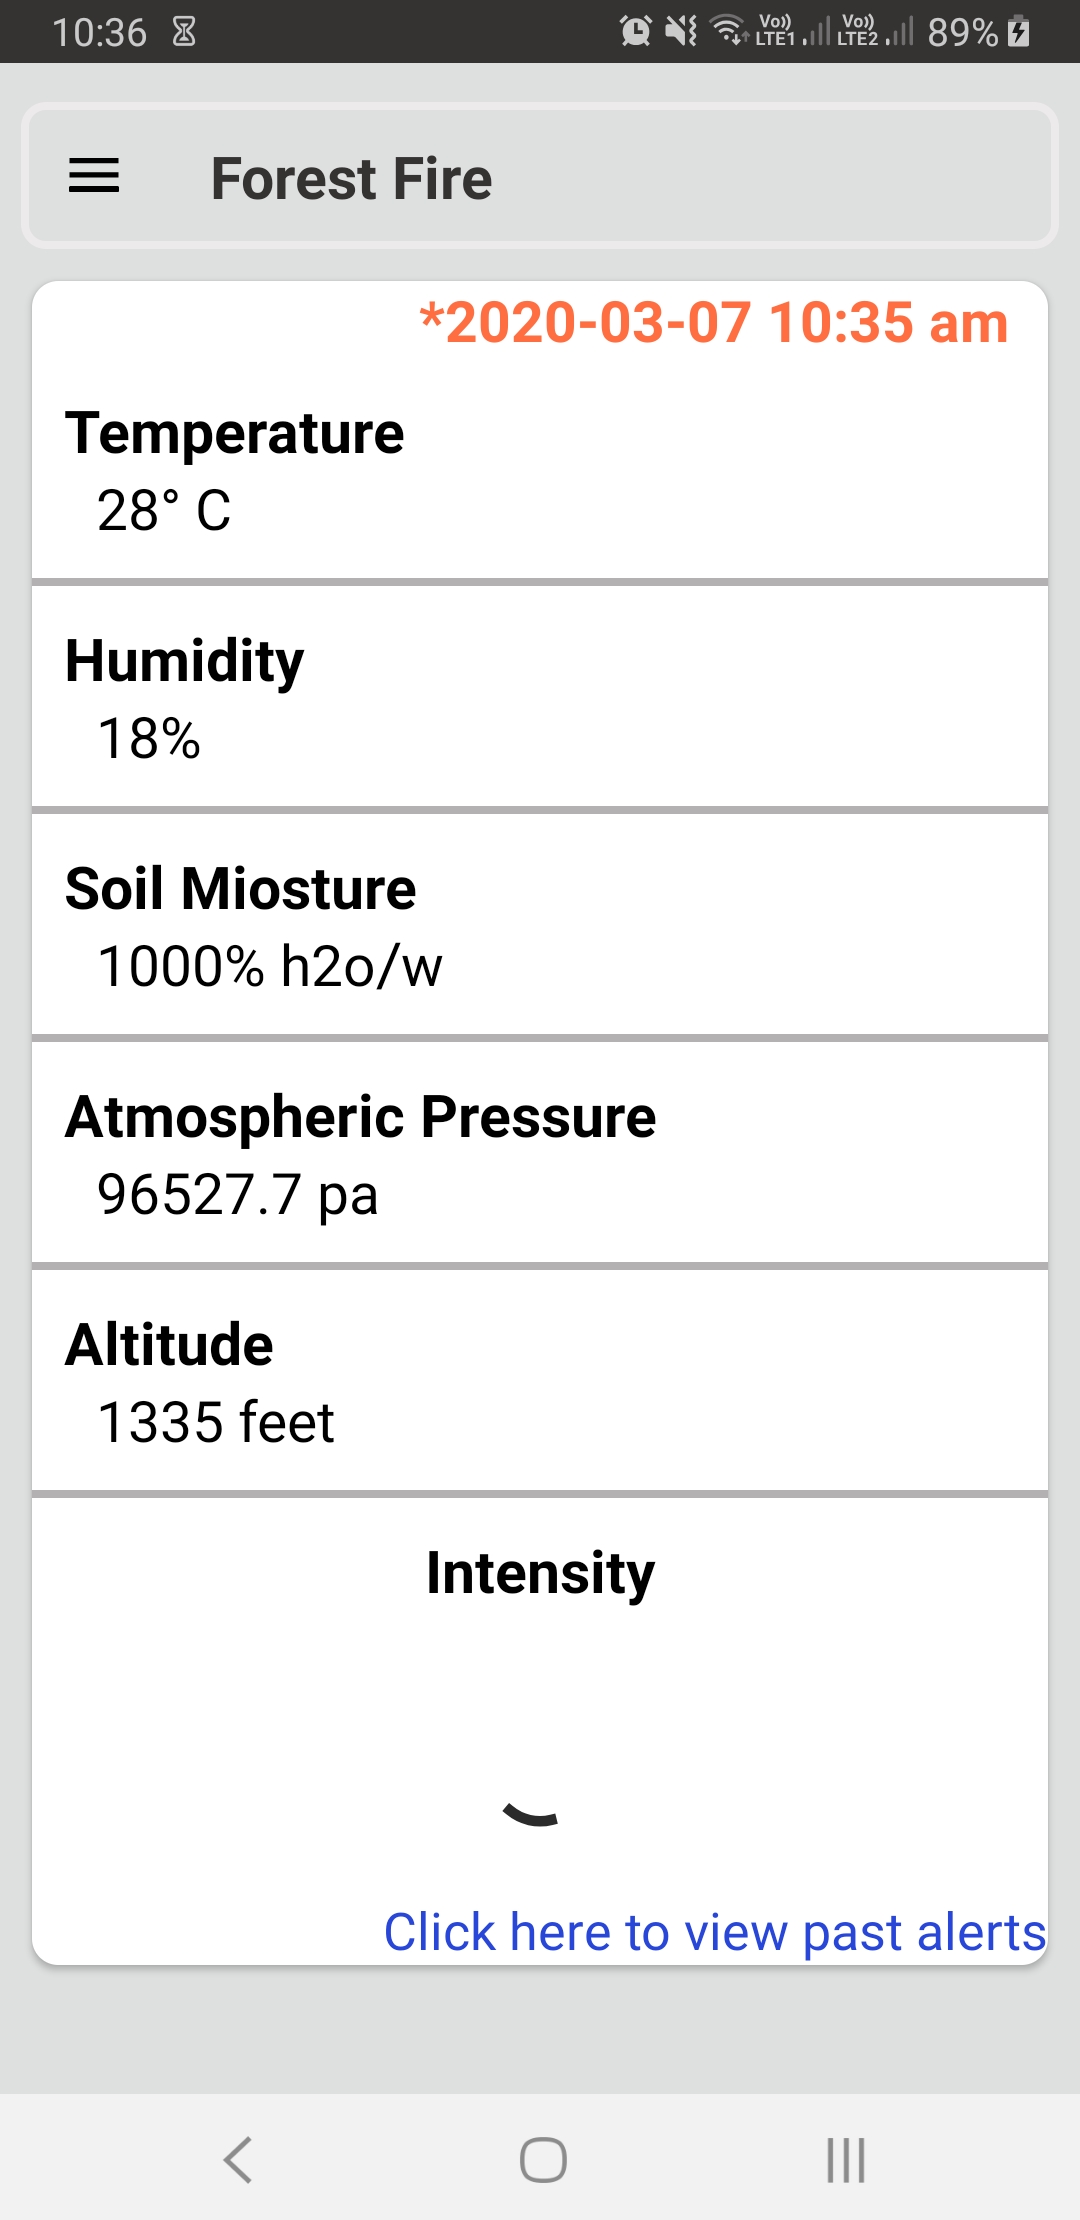 10:36 Vo)) LTE1 Vo)) LTE2 89%
Forest Fire
*2020-03-07 10:35 am
Temperature
28° C
Humidity
18%
Soil Miosture
1000% h2o/w
Atmospheric Pressure
96527.7 pa
Altitude
1335 feet
Intensity
Click here to view past alerts